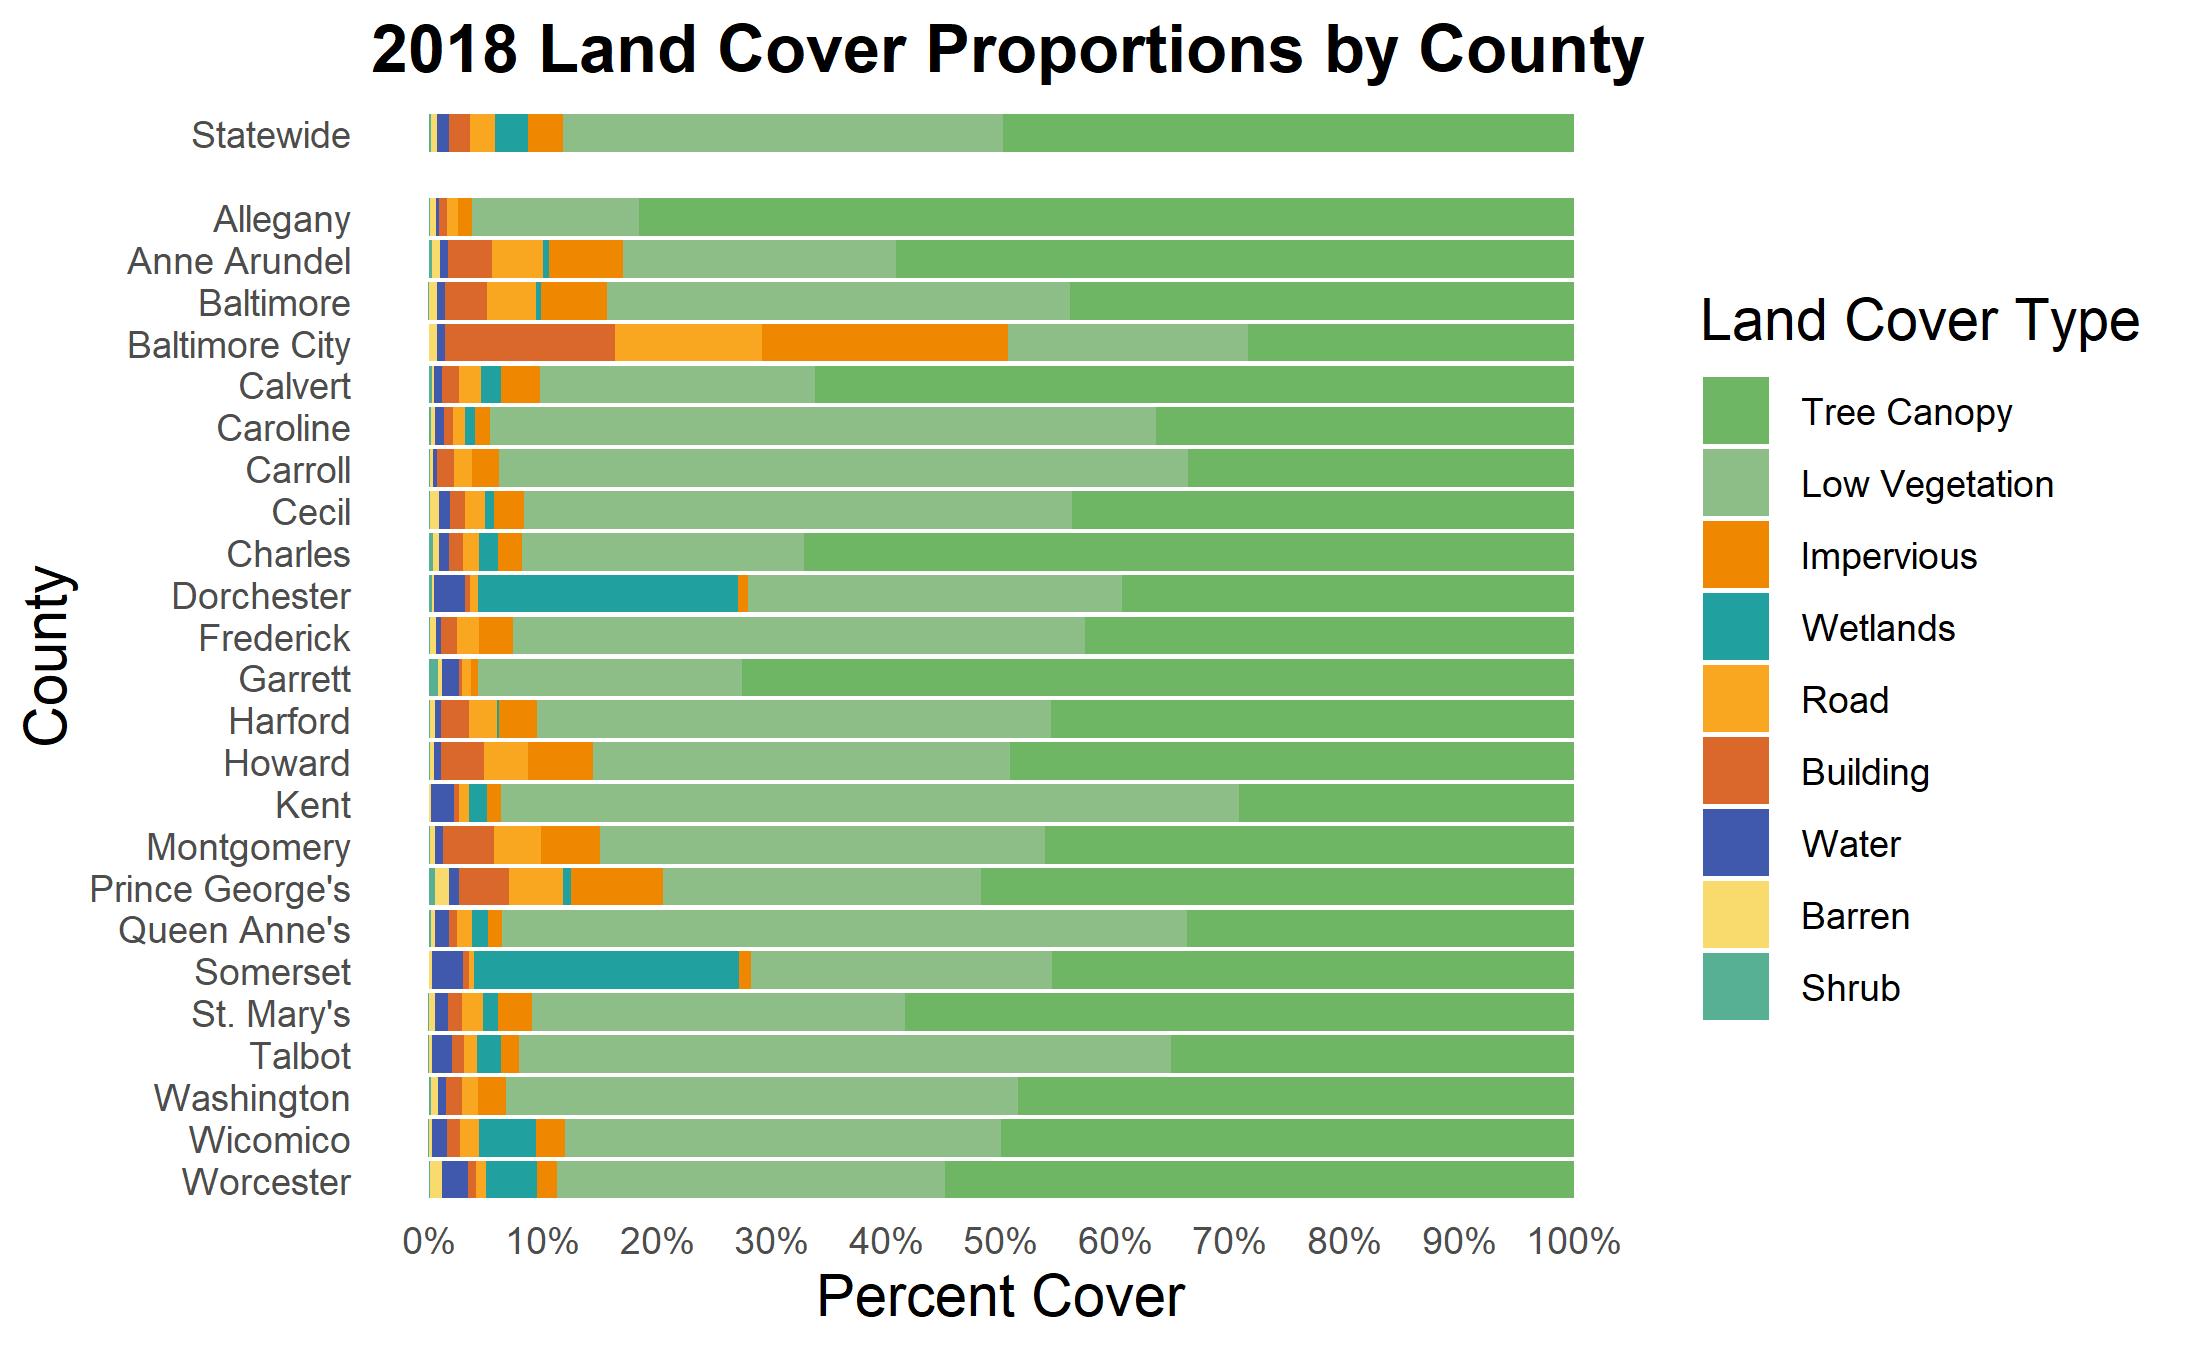 2018 Land Cover Proportions by County
Statewide
Allegany
Anne Arundel
Baltimore
Baltimore City
Calvert
Caroline
Carroll
Cecil
Charles
Dorchester
Frederick
Garrett
Harford
Howard
Kent
Montgomery
Prince George's
Queen Anne's
Somerset
St. Mary's
Talbot
Washington
Wicomico
Worcester
County
0% 10% 20% 30% 40% 50% 60% 70% 80% 90% 100%
Percent Cover
Land Cover Type
Tree Canopy
Low Vegetation
Impervious
Wetlands
Road
Building
Water
Barren
Shrub